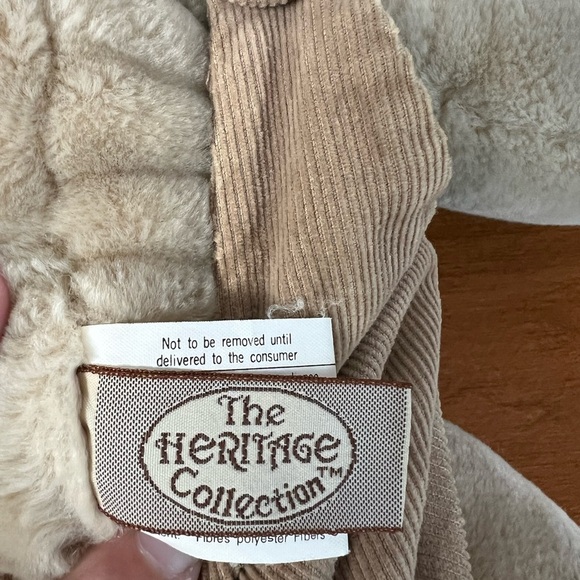 Not to be removed until
delivered to the consumer
The
HERITAGE
Collection™
Fibres polyester Fibers